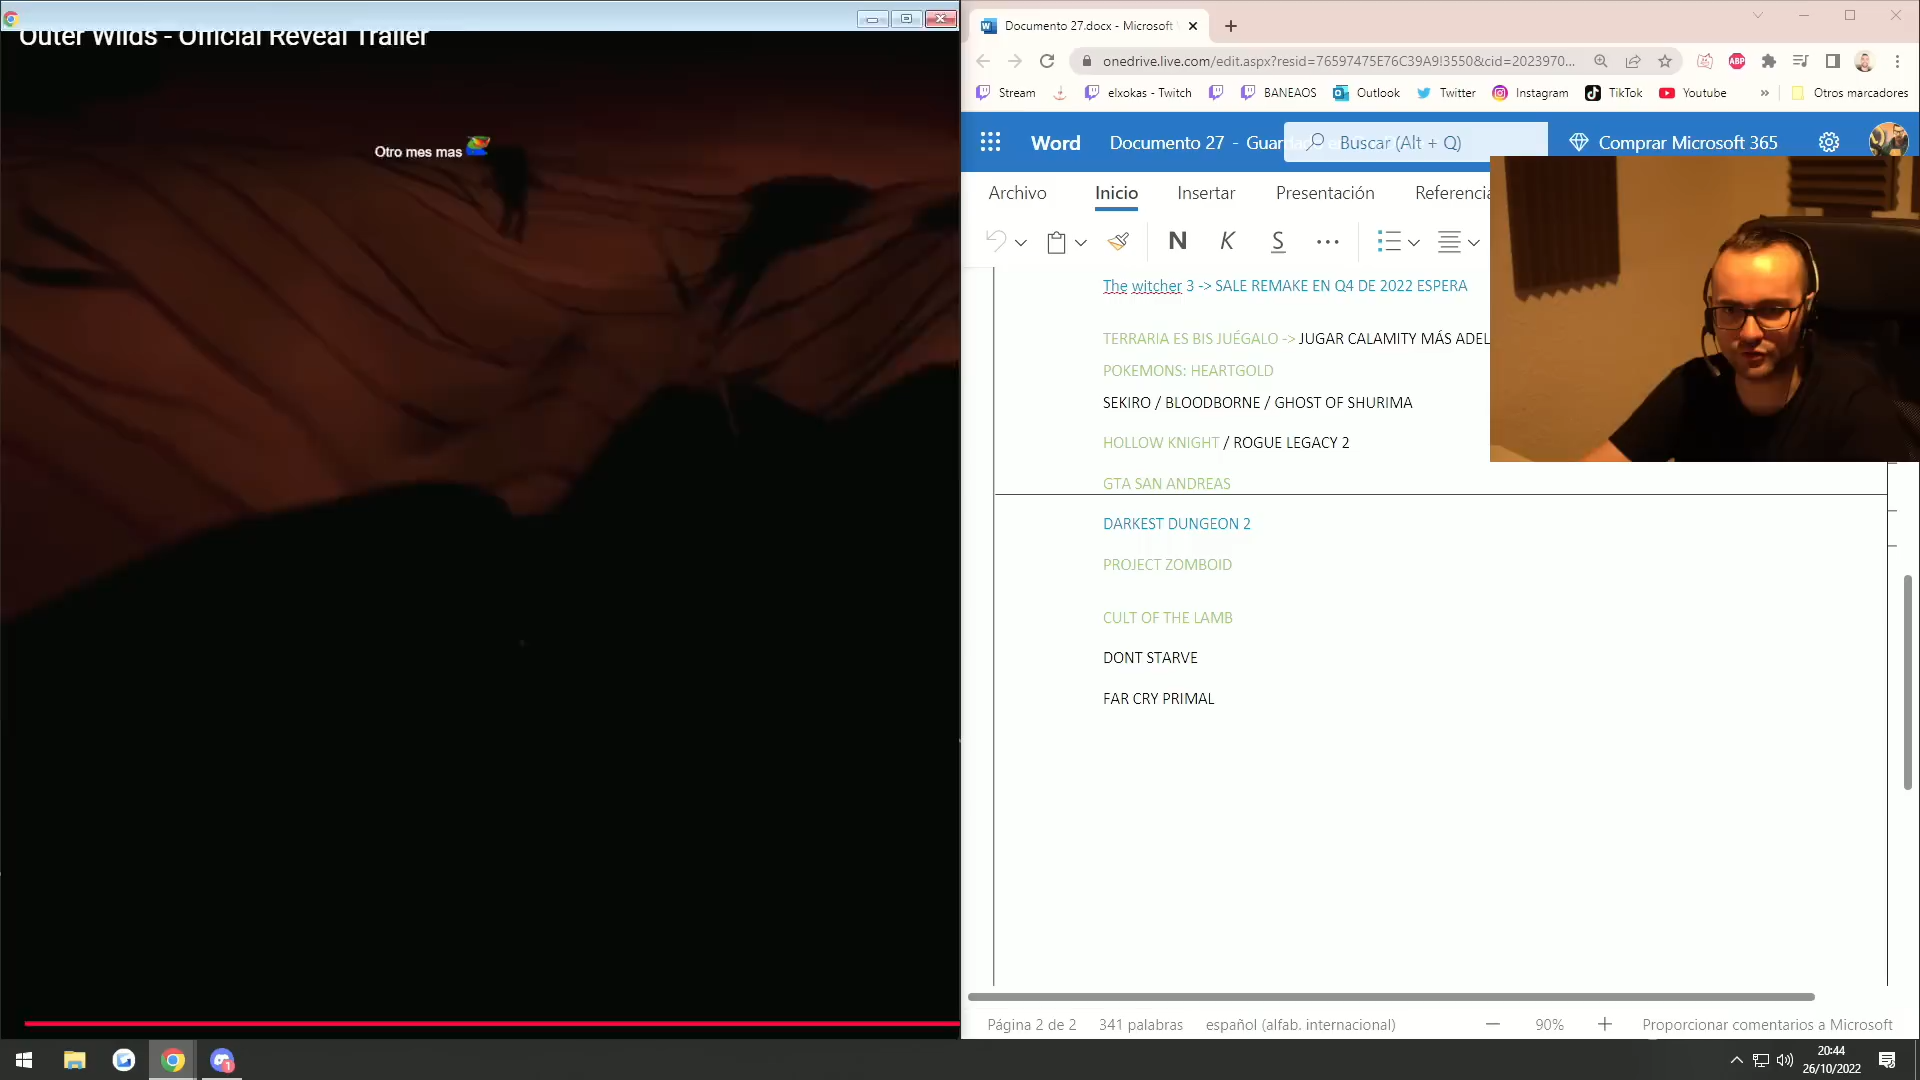 Outer Wilds - Official Reveal Trailer
Otro mes mas
Documento 27.docx - Microsoft
onedrive.live.com/edit.aspx?resid=76597475E76C39A9!3550&cid=2023970...
ABP
Stream
elxokas - Twitch
BANEAOS
Outlook
Twitter
Instagram
TikTok
Youtube
»
Otros marcadores
Word
Documento 27 - Guar
Buscar (Alt + Q)
Comprar Microsoft 365
Archivo
Inicio
Insertar
Presentación
Referencia
N K S ...
The witcher 3 -> SALE REMAKE EN Q4 DE 2022 ESPERA
TERRARIA ES BIS JUÉGALO -> JUGAR CALAMITY MÁS ADEL
POKEMONS: HEARTGOLD
SEKIRO / BLOODBORNE / GHOST OF SHURIMA
HOLLOW KNIGHT / ROGUE LEGACY 2
GTA SAN ANDREAS
DARKEST DUNGEON 2
PROJECT ZOMBOID
CULT OF THE LAMB
DONT STARVE
FAR CRY PRIMAL
Página 2 de 2
341 palabras
español (alfab. internacional)
90%
Proporcionar comentarios a Microsoft
1
20:44
26/10/2022